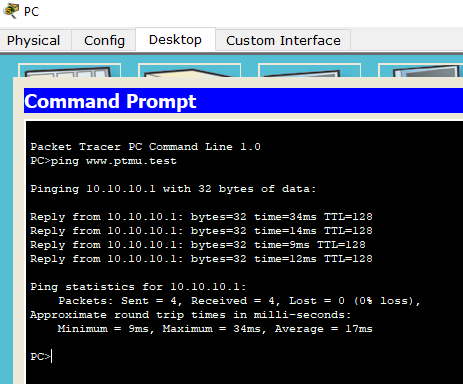 PC
Physical Config Desktop Custom Interface
Command Prompt
Packet Tracer PC Command Line 1.0
PC>ping www.ptmu.test
Pinging 10.10.10.1 with 32 bytes of data:
Reply from 10.10.10.1: bytes=32 time=34ms TTL=128
Reply from 10.10.10.1: bytes=32 time=14ms TTL=128
Reply from 10.10.10.1: bytes=32 time=9ms TTL=128
Reply from 10.10.10.1: bytes=32 time=12ms TTL=128
Ping statistics for 10.10.10.1:
Packets: Sent = 4, Received = 4, Lost = 0 (0% loss),
Approximate round trip times in milli-seconds:
Minimum = 9ms, Maximum = 34ms, Average = 17ms
PC>